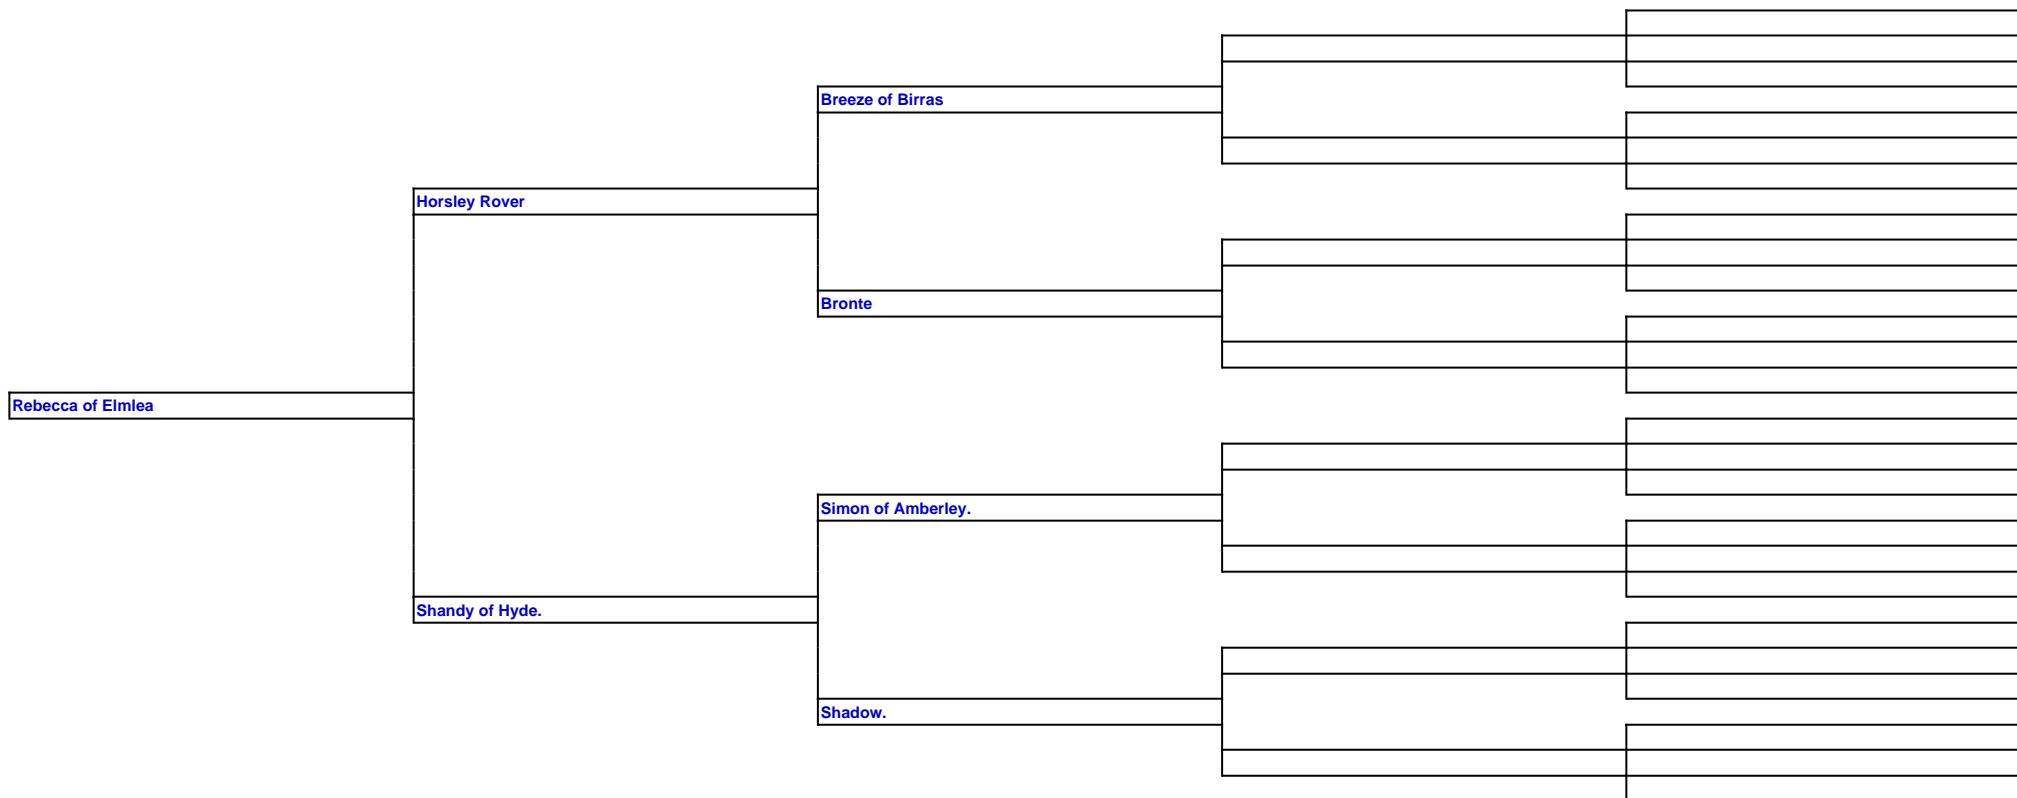 Breeze of Birras
Horsley Rover
Bronte
Rebecca of Elmlea
Simon of Amberley.
Shandy of Hyde.
Shadow.